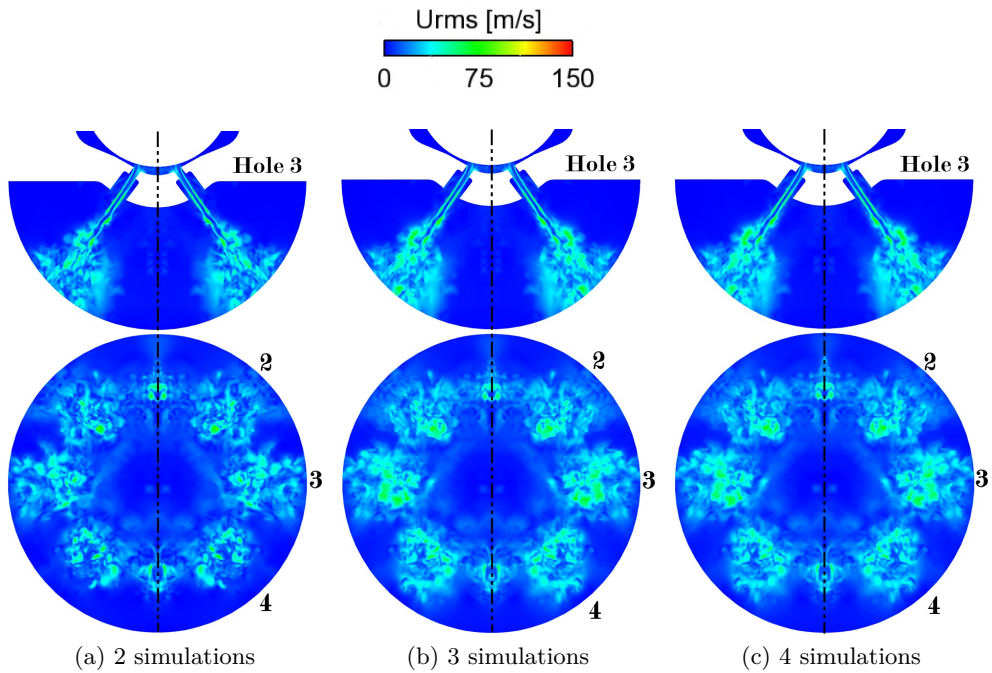 Urms [m/s]
0 75 150
Hole 3 Hole 3 Hole 3
2 2 2
3 3 3
4 4 4
(a) 2 simulations (b) 3 simulations (c) 4 simulations